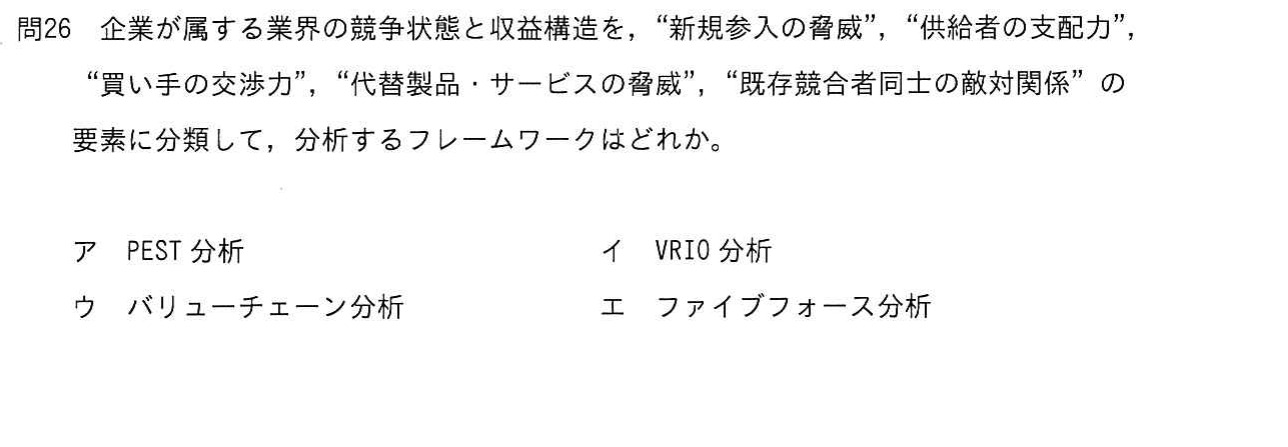 問26　企業が属する業界の競争状態と収益構造を，“新規参入の脅威”，“供給者の支配力”，
“買い手の交渉力”，“代替製品・サービスの脅威”，“既存競合者同士の敵対関係”の
要素に分類して，分析するフレームワークはどれか。
ア　PEST 分析　イ　VRIO 分析
ウ　バリューチェーン分析　エ　ファイブフォース分析